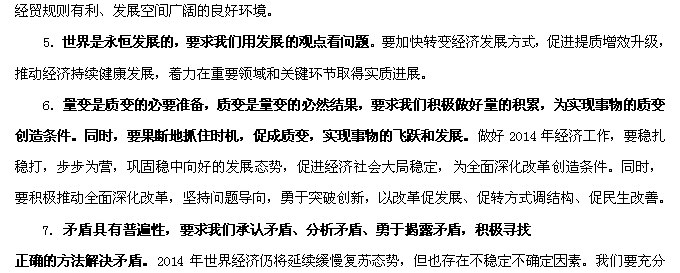 经贸规则有利、发展空间广阔的良好环境。
5. 世界是永恒发展的，要求我们用发展的观点看问题。要加快转变经济发展方式，促进提质增效升级，
推动经济持续健康发展，着力在重要领域和关键环节取得实质进展。
6. 量变是质变的必要准备，质变是量变的必然结果，要求我们积极做好量的积累，为实现事物的质变
创造条件。同时，要果断地抓住时机，促成质变，实现事物的飞跃和发展。做好 2014 年经济工作，要稳扎
稳打，步步为营，巩固稳中向好的发展态势，促进经济社会大局稳定，为全面深化改革创造条件。同时，
要积极推动全面深化改革，坚持问题导向，勇于突破创新，以改革促发展、促转方式调结构、促民生改善。
7. 矛盾具有普遍性，要求我们承认矛盾、分析矛盾、勇于揭露矛盾，积极寻找
正确的方法解决矛盾。2014 年世界经济仍将延续缓慢复苏态势，但也存在不稳定不确定因素。我们要充分